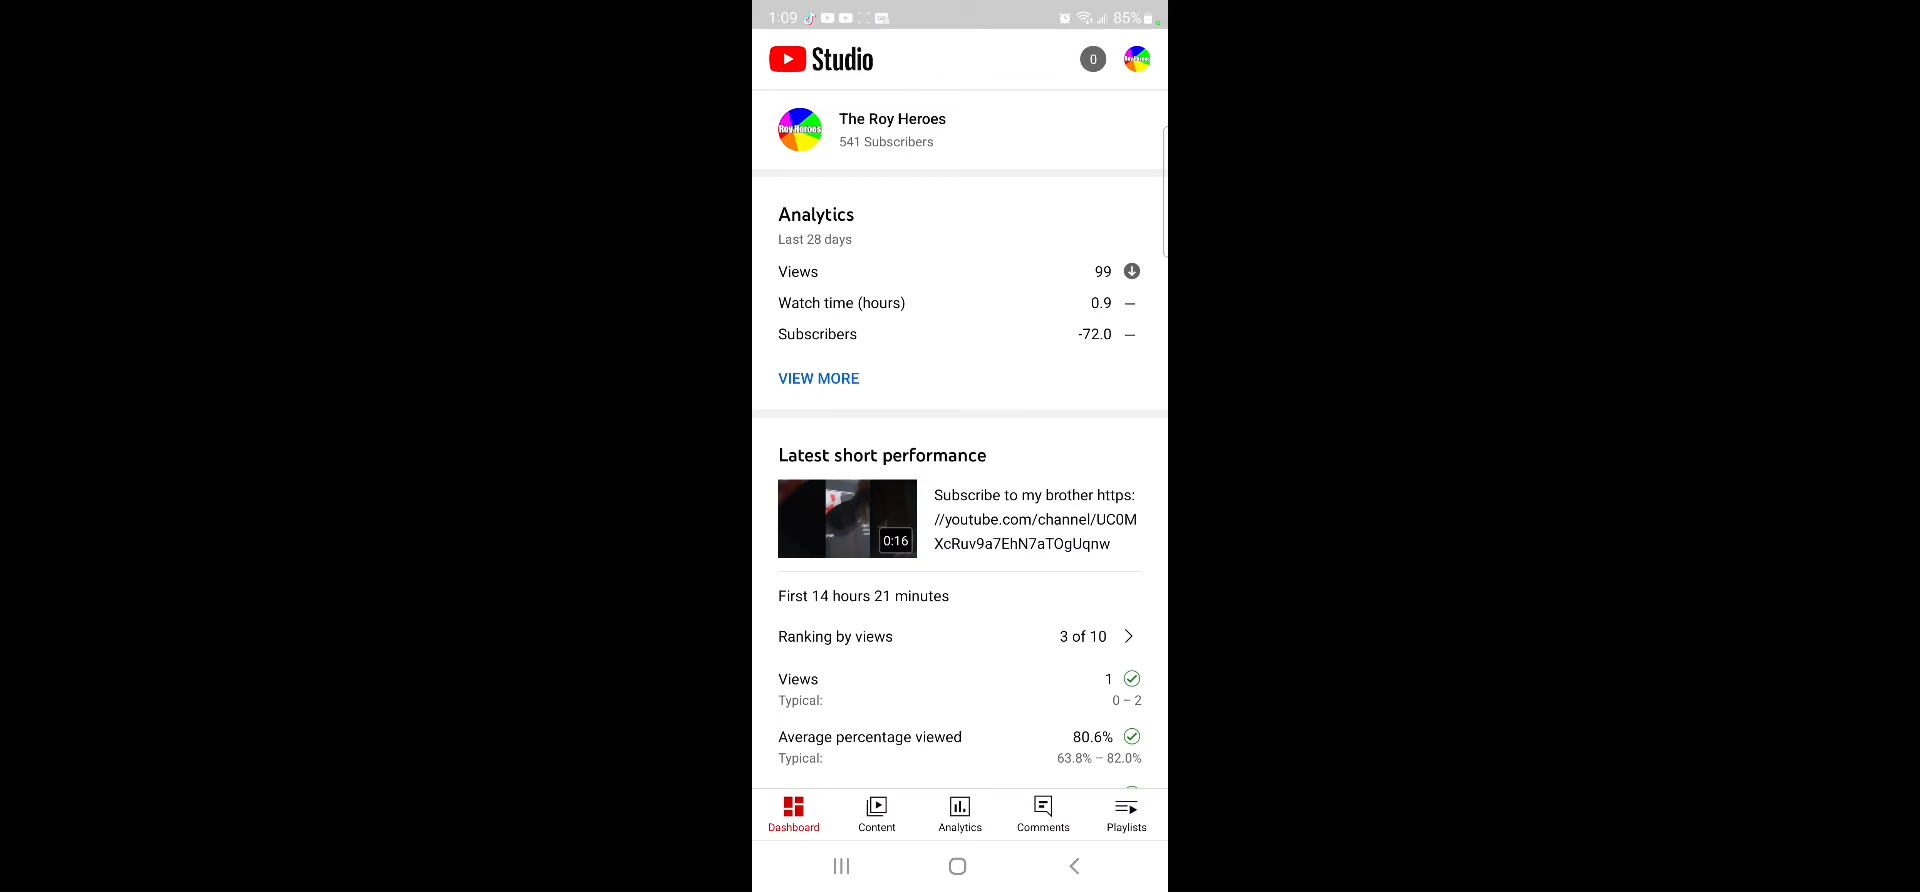 1:09
85%
Studio
0
Roy Heroes
The Roy Heroes
541 Subscribers
Analytics
Last 28 days
Views 99
Watch time (hours) 0.9 —
Subscribers -72.0 —
VIEW MORE
Latest short performance
0:16
Subscribe to my brother https:
//youtube.com/channel/UC0M
XcRuv9a7EhN7aTOgUqnw
First 14 hours 21 minutes
Ranking by views 3 of 10
Views 1
Typical: 0 – 2
Average percentage viewed 80.6%
Typical: 63.8% – 82.0%
Dashboard
Content
Analytics
Comments
Playlists